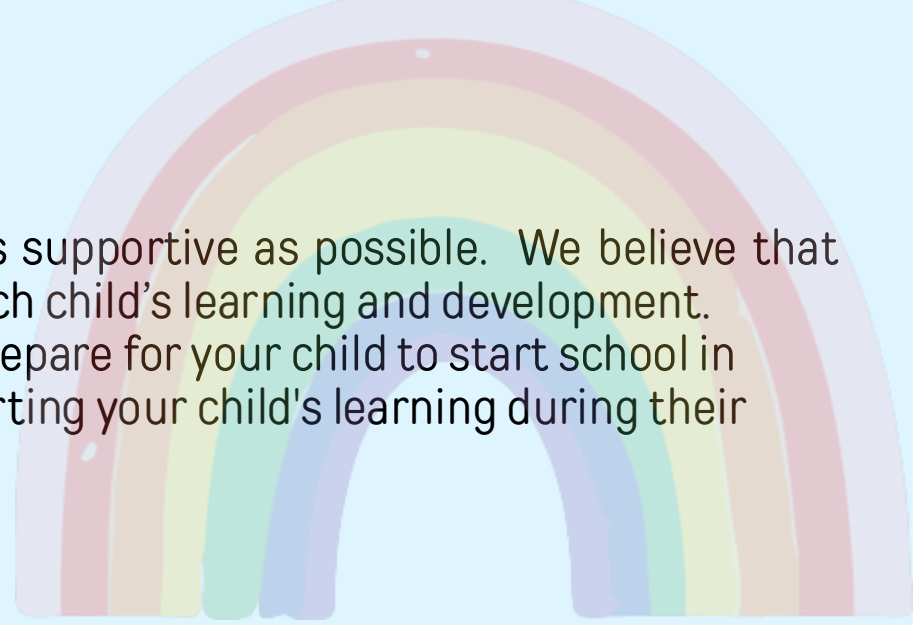 s supportive as possible.  We believe that
ch child’s learning and development.
epare for your child to start school in
rting your child's learning during their